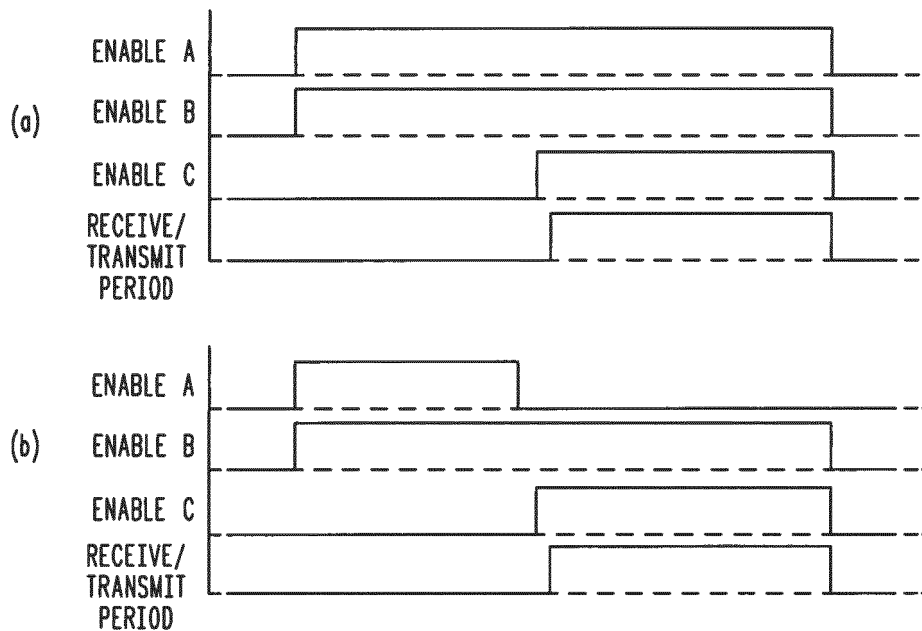 (a)
ENABLE A
ENABLE B
ENABLE C
RECEIVE/
TRANSMIT
PERIOD
(b)
ENABLE A
ENABLE B
ENABLE C
RECEIVE/
TRANSMIT
PERIOD